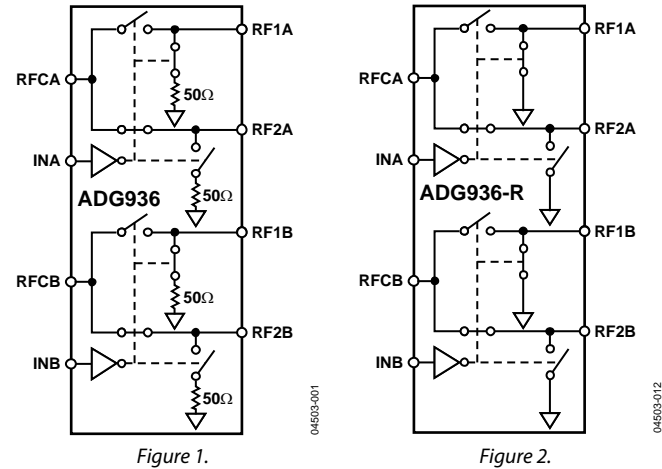 RF1A
RFCA
50Ω
RF2A
INA
50Ω
ADG936
RF1B
RFCB
50Ω
RF2B
INB
50Ω
04503-001
Figure 1.
RF1A
RFCA
RF2A
INA
ADG936-R
RF1B
RFCB
RF2B
INB
04503-012
Figure 2.